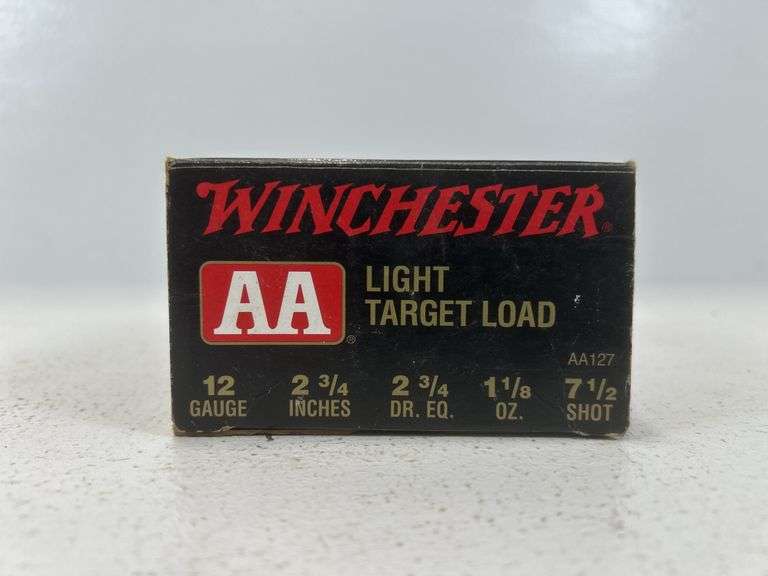 WINCHESTER®
AA®
LIGHT
TARGET LOAD
AA127
12 2 3/4 2 3/4 1 1/8 7 1/2
GAUGE INCHES DR. EQ. OZ. SHOT